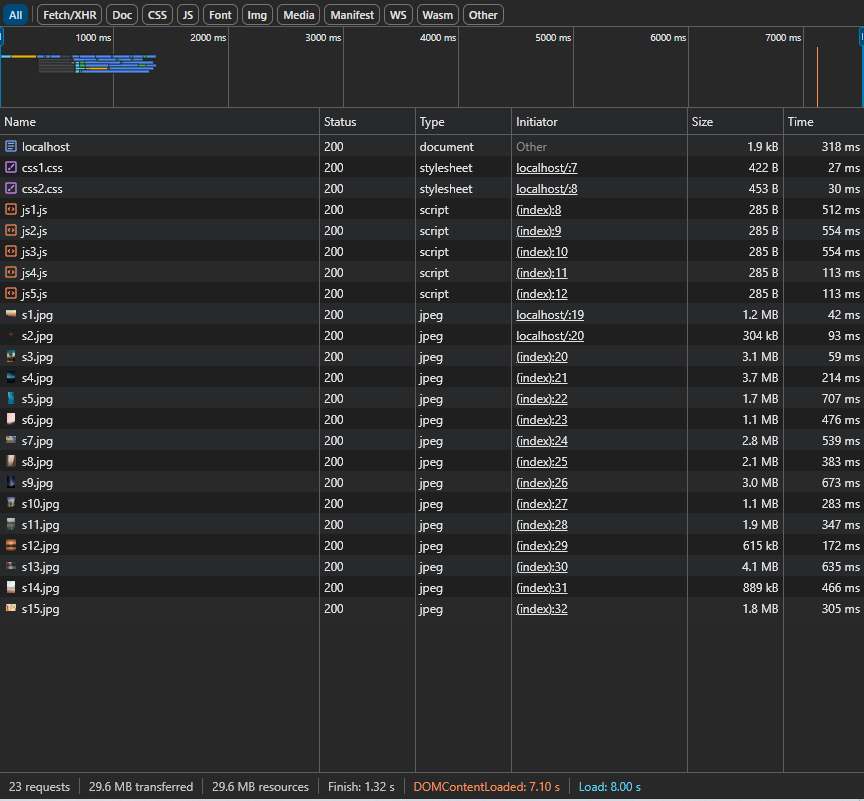 All Fetch/XHR Doc CSS JS Font Img Media Manifest WS Wasm Other
1000 ms 2000 ms 3000 ms 4000 ms 5000 ms 6000 ms 7000 ms
Name Status Type Initiator Size Time
localhost 200 document Other 1.9 kB 318 ms
css1.css 200 stylesheet localhost/:7 422 B 27 ms
css2.css 200 stylesheet localhost/:8 453 B 30 ms
js1.js 200 script (index):8 285 B 512 ms
js2.js 200 script (index):9 285 B 554 ms
js3.js 200 script (index):10 285 B 554 ms
js4.js 200 script (index):11 285 B 113 ms
js5.js 200 script (index):12 285 B 113 ms
s1.jpg 200 jpeg localhost/:19 1.2 MB 42 ms
s2.jpg 200 jpeg localhost/:20 304 kB 93 ms
s3.jpg 200 jpeg (index):20 3.1 MB 59 ms
s4.jpg 200 jpeg (index):21 3.7 MB 214 ms
s5.jpg 200 jpeg (index):22 1.7 MB 707 ms
s6.jpg 200 jpeg (index):23 1.1 MB 476 ms
s7.jpg 200 jpeg (index):24 2.8 MB 539 ms
s8.jpg 200 jpeg (index):25 2.1 MB 383 ms
s9.jpg 200 jpeg (index):26 3.0 MB 673 ms
s10.jpg 200 jpeg (index):27 1.1 MB 283 ms
s11.jpg 200 jpeg (index):28 1.9 MB 347 ms
s12.jpg 200 jpeg (index):29 615 kB 172 ms
s13.jpg 200 jpeg (index):30 4.1 MB 635 ms
s14.jpg 200 jpeg (index):31 889 kB 466 ms
s15.jpg 200 jpeg (index):32 1.8 MB 305 ms
23 requests 29.6 MB transferred 29.6 MB resources Finish: 1.32 s DOMContentLoaded: 7.10 s Load: 8.00 s